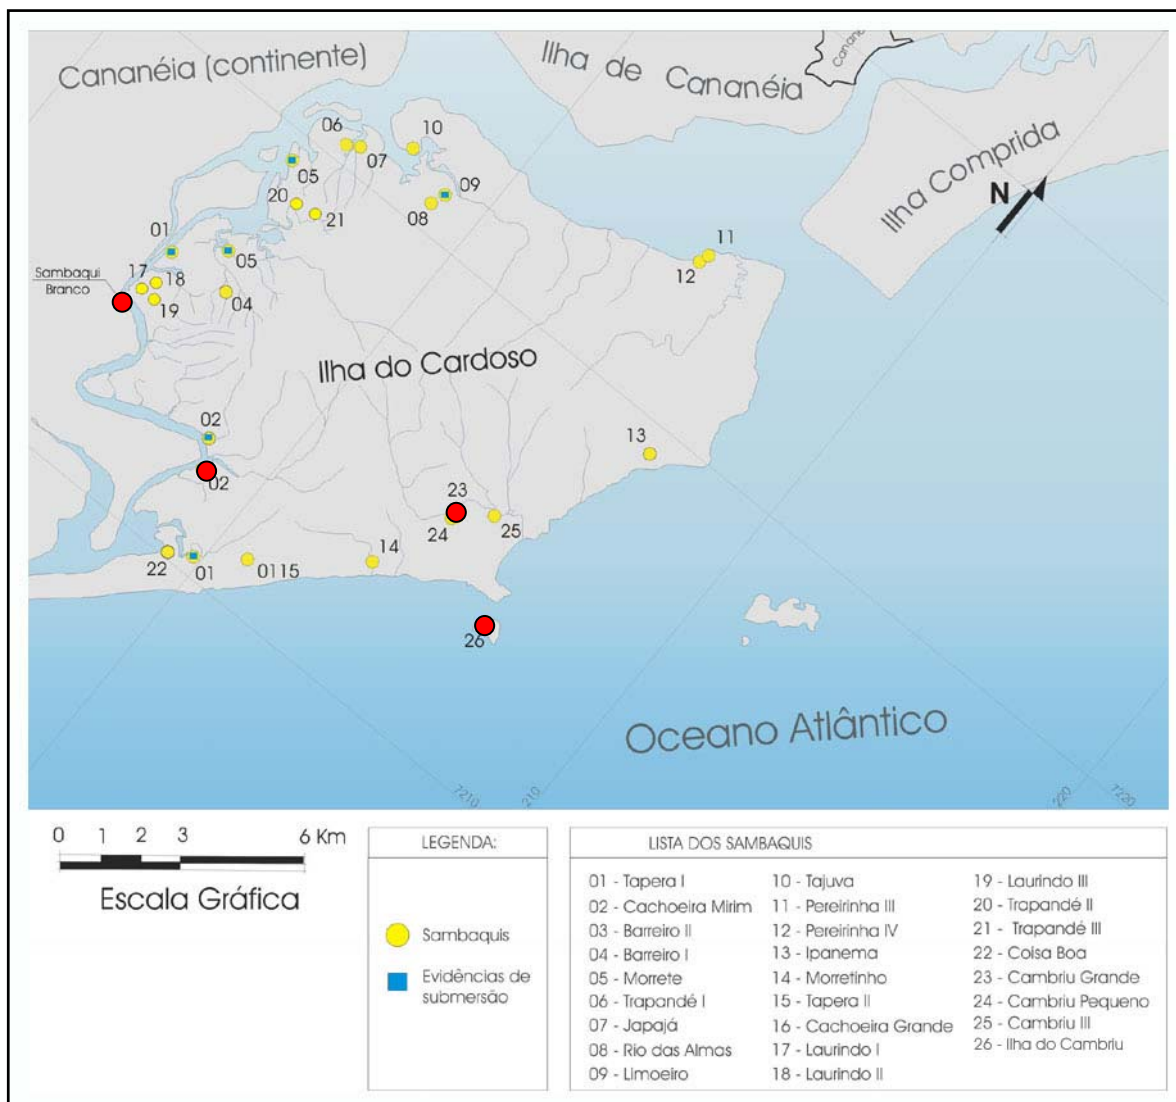 Cananéia (continente)
Ilha de Cananéia
Cananéi
Ilha Comprida
N
06
07
10
05
09
08
20
21
01
05
11
12
Sambaqui
Branco
17
18
19
04
Ilha do Cardoso
02
02
13
23
24
25
14
22
01
0115
26
Oceano Atlântico
7210
210
220
7220
0 1 2 3 6 Km
Escala Gráfica
LEGENDA:
Sambaquis
Evidências de
submersão
LISTA DOS SAMBAQUIS
01 - Tapera I
02 - Cachoeira Mirim
03 - Barreiro II
04 - Barreiro I
05 - Morrete
06 - Trapandé I
07 - Japajá
08 - Rio das Almas
09 - Limoeiro
10 - Tajuva
11 - Pereirinha III
12 - Pereirinha IV
13 - Ipanema
14 - Morretinho
15 - Tapera II
16 - Cachoeira Grande
17 - Laurindo I
18 - Laurindo II
19 - Laurindo III
20 - Trapandé II
21 - Trapandé III
22 - Coisa Boa
23 - Cambriu Grande
24 - Cambriu Pequeno
25 - Cambriu III
26 - Ilha do Cambriu